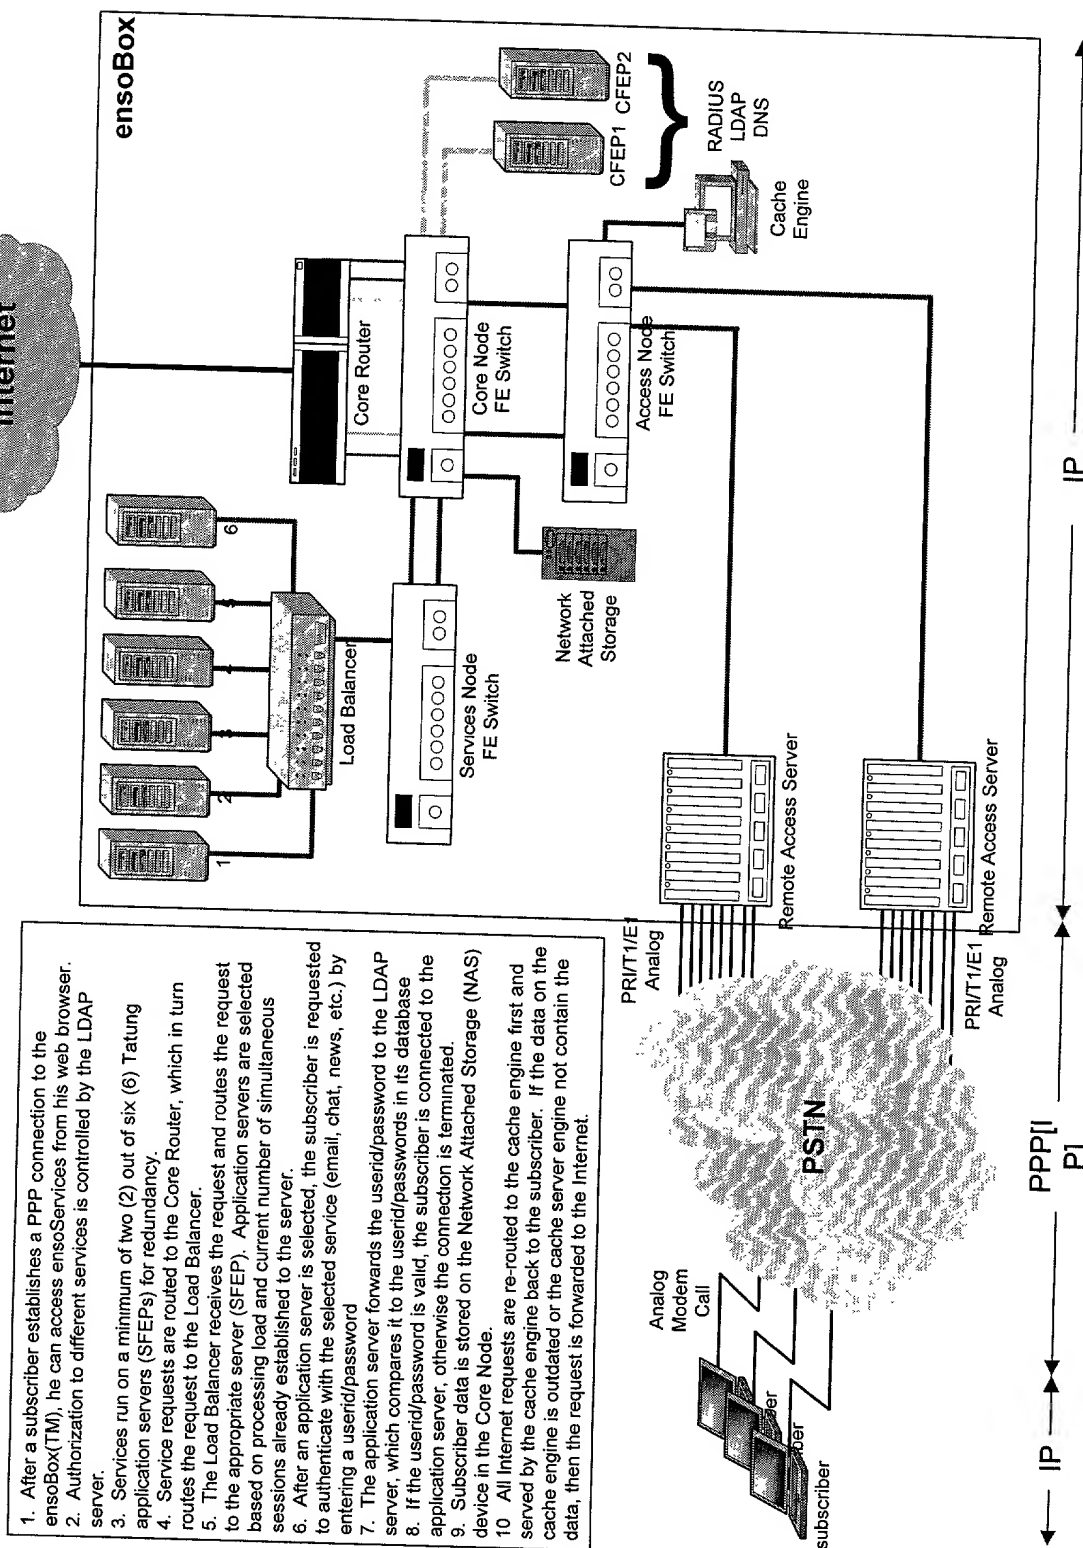 ensoBox
Internet
1. After a subscriber establishes a PPP connection to the
ensoBox(TM), he can access ensoServices from his web browser.
2. Authorization to different services is controlled by the LDAP
server.
3. Services run on a minimum of two (2) out of six (6) Tatung
application servers (SFEPs) for redundancy.
4. Service requests are routed to the Core Router, which in turn
routes the request to the Load Balancer.
5. The Load Balancer receives the request and routes the request
to the appropriate server (SFEP). Application servers are selected
based on processing load and current number of simultaneous
sessions already established to the server.
6. After an application server is selected, the subscriber is requested
to authenticate with the selected service (email, chat, news, etc.) by
entering a userid/password
7. The application server forwards the userid/password to the LDAP
server, which compares it to the userid/passwords in its database
8. If the userid/password is valid, the subscriber is connected to the
application server, otherwise the connection is terminated.
9. Subscriber data is stored on the Network Attached Storage (NAS)
device in the Core Node.
10 All Internet requests are re-routed to the cache engine first and
served by the cache engine back to the subscriber. If the data on the
cache engine is outdated or the cache server engine not contain the
data, then the request is forwarded to the Internet.
1
2
6
Load Balancer
Services Node
FE Switch
Core Router
Core Node
FE Switch
Network
Attached
Storage
Access Node
FE Switch
CFEP1
CFEP2
RADIUS
LDAP
DNS
Cache
Engine
Remote Access Server
Remote Access Server
PRI/T1/E1
Analog
PRI/T1/E1
Analog
PSTN
Analog
Modem
Call
subscriber
IP
PPP[I
P]
IP